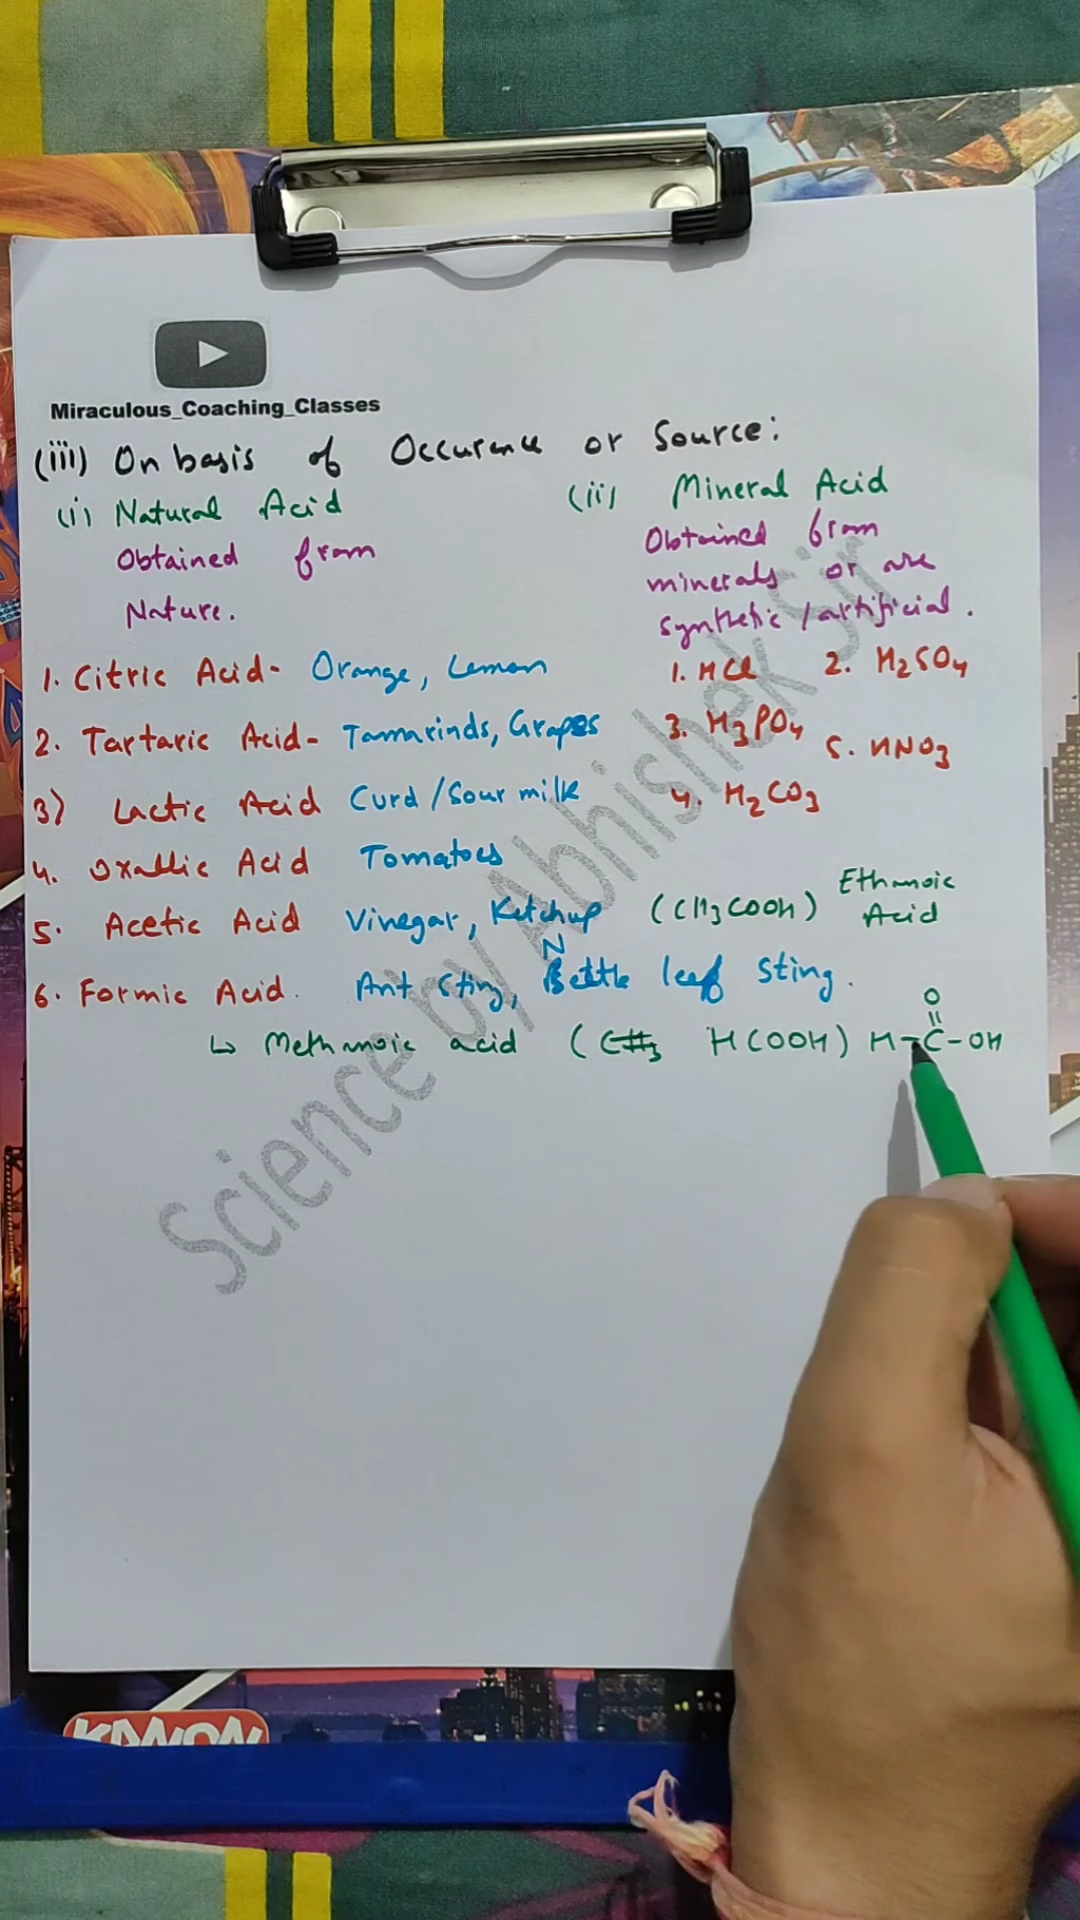 Miraculous_Coaching_Classes
(iii) On basis of Occurence or Source:
(i) Natural Acid
Obtained from
Nature.
(ii) Mineral Acid
Obtained from
minerals or are
synthetic / artificial.
1. Citric Acid- Orange, Lemon
2. Tartaric Acid- Tamarinds, Grapes
3) Lactic Acid Curd/Sour milk
4. Oxallic Acid Tomatoes
5. Acetic Acid Vinegar, Ketchup (CH3COOH) Ethanoic Acid
6. Formic Acid. Ant Sting, Nettle leaf sting.
↳ Methanoic acid (CH3 HCOOH) H-C-OH
O
1. HCl 2. H2SO4
3. H3PO4
5. HNO3
4. H2CO3
Science by Abhishek Sir
KIWON